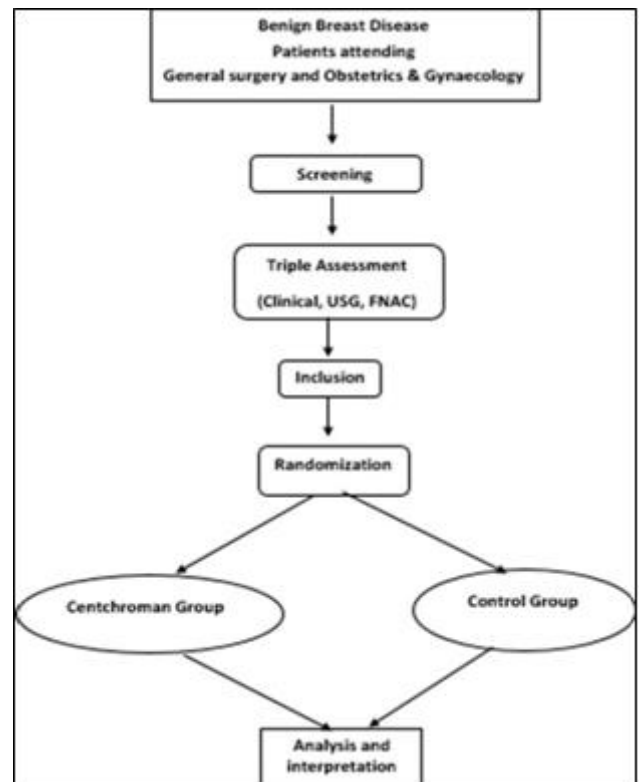 Benign Breast Disease
Patients attending
General surgery and Obstetrics & Gynaecology
Screening
Triple Assessment
(Clinical, USG, FNAC)
Inclusion
Randomization
Centchroman Group
Control Group
Analysis and
interpretation